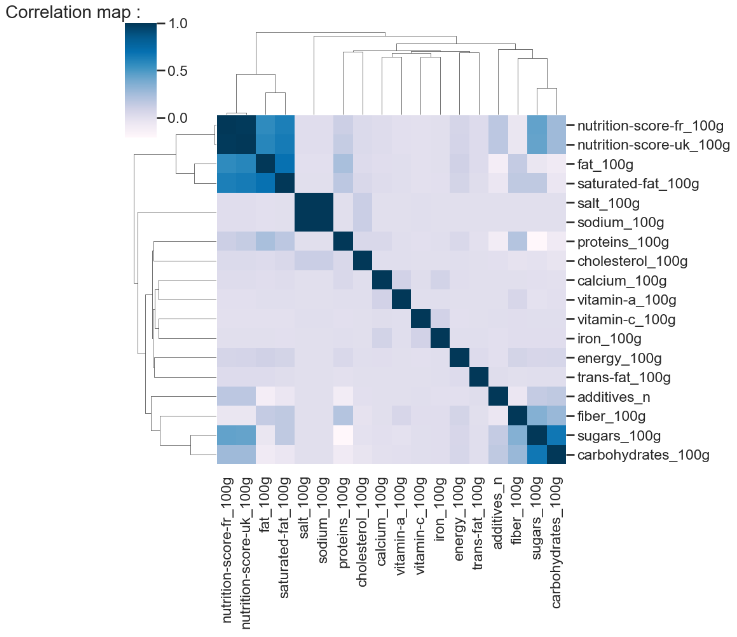 Correlation map :
1.0
0.5
0.0
nutrition-score-fr_100g
nutrition-score-uk_100g
fat_100g
saturated-fat_100g
salt_100g
sodium_100g
proteins_100g
cholesterol_100g
calcium_100g
vitamin-a_100g
vitamin-c_100g
iron_100g
energy_100g
trans-fat_100g
additives_n
fiber_100g
sugars_100g
carbohydrates_100g
nutrition-score-fr_100g
nutrition-score-uk_100g
fat_100g
saturated-fat_100g
salt_100g
sodium_100g
proteins_100g
cholesterol_100g
calcium_100g
vitamin-a_100g
vitamin-c_100g
iron_100g
energy_100g
trans-fat_100g
additives_n
fiber_100g
sugars_100g
carbohydrates_100g